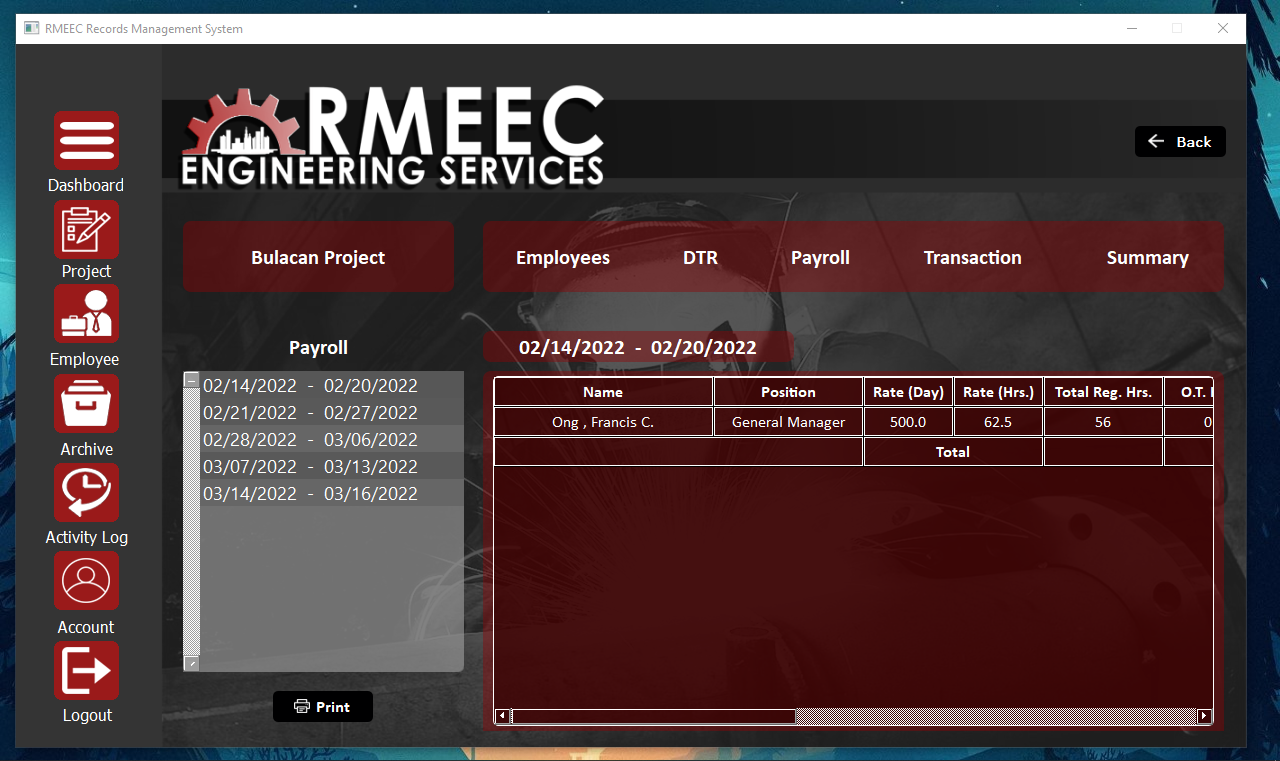 RMEEC Records Management System
RMEEC
ENGINEERING SERVICES
Back
Dashboard
Project
Employee
Archive
Activity Log
Account
Logout
Bulacan Project
Employees DTR Payroll Transaction Summary
Payroll
02/14/2022 - 02/20/2022
02/21/2022 - 02/27/2022
02/28/2022 - 03/06/2022
03/07/2022 - 03/13/2022
03/14/2022 - 03/16/2022
Print
02/14/2022 - 02/20/2022
Name Position Rate (Day) Rate (Hrs.) Total Reg. Hrs. O.T.
Ong , Francis C. General Manager 500.0 62.5 56 0
Total